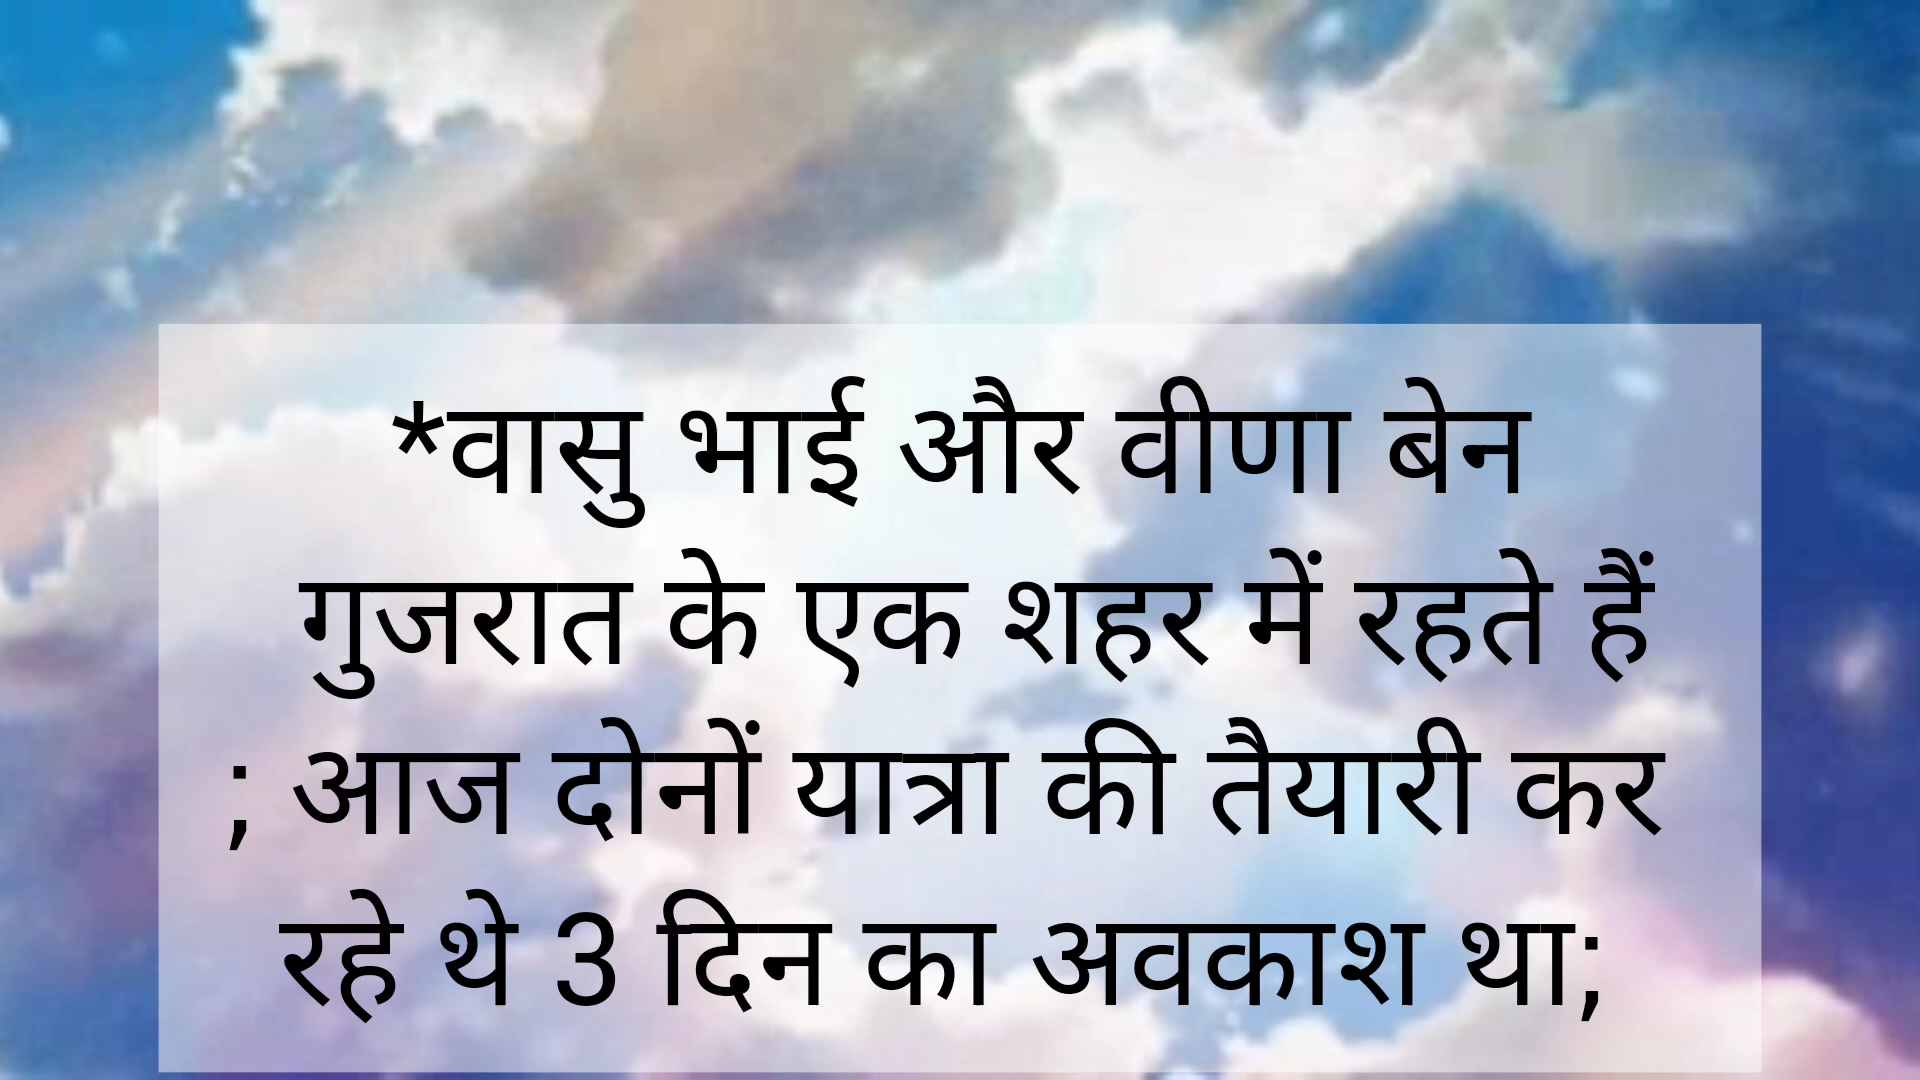 *वासु भाई और वीणा बेन
गुजरात के एक शहर में रहते हैं
; आज दोनों यात्रा की तैयारी कर
रहे थे 3 दिन का अवकाश था;